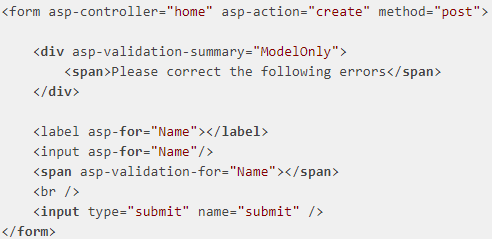 <form asp-controller="home" asp-action="create" method="post">
<div asp-validation-summary="ModelOnly">
<span>Please correct the following errors</span>
</div>
<label asp-for="Name"></label>
<input asp-for="Name"/>
<span asp-validation-for="Name"></span>
<br />
<input type="submit" name="submit" />
</form>